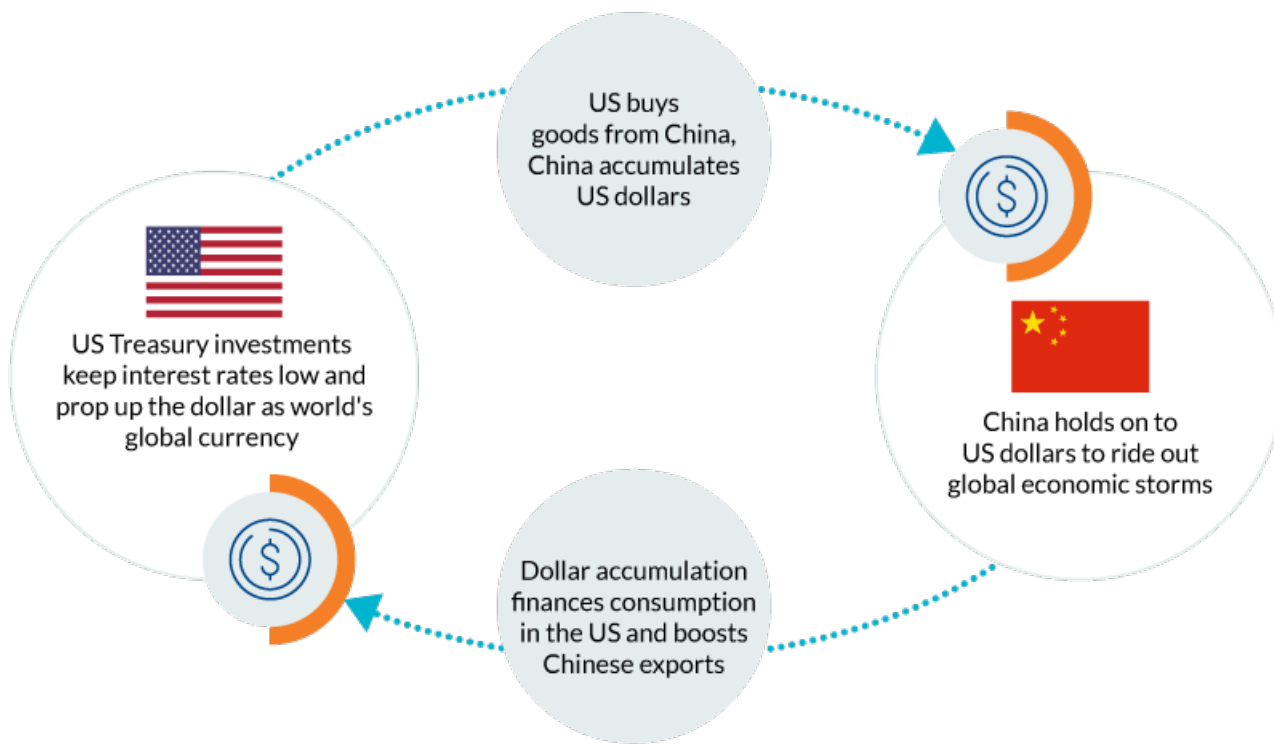 US buys
goods from China,
China accumulates
US dollars
$
US Treasury investments
keep interest rates low and
prop up the dollar as world's
global currency
China holds on to
US dollars to ride out
global economic storms
$
Dollar accumulation
finances consumption
in the US and boosts
Chinese exports